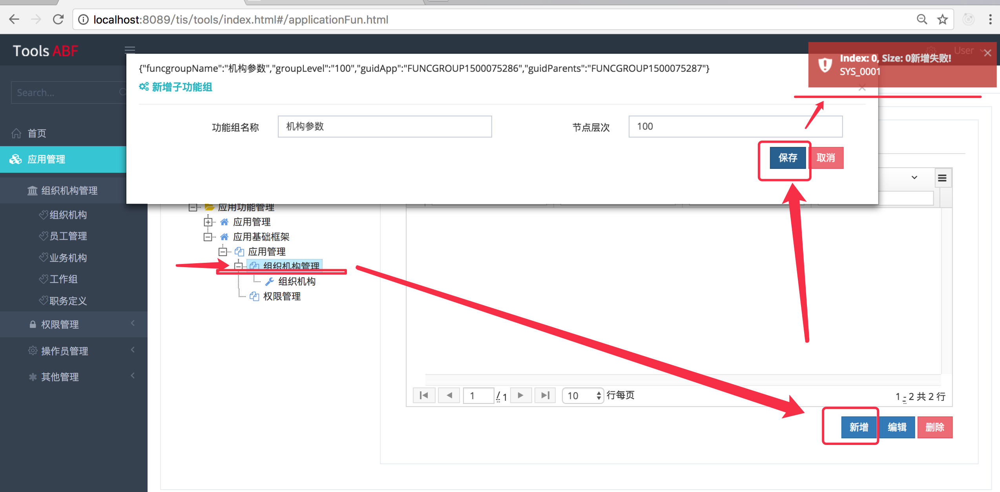 localhost:8089/tis/tools/index.html#/applicationFun.html
Tools ABF
User
Index: 0, Size: 0新增失败!
SYS_0001
{"funcgroupName":"机构参数","groupLevel":"100","guidApp":"FUNCGROUP1500075286","guidParents":"FUNCGROUP1500075287"}
新增子功能组
功能组名称
机构参数
节点层次
100
保存
取消
Search...
首页
应用管理
组织机构管理
组织机构
员工管理
业务机构
工作组
职务定义
权限管理
操作员管理
其他管理
应用功能管理
应用管理
应用基础框架
应用管理
组织机构管理
组织机构
权限管理
1 / 1
10 行每页
1 - 2 共 2 行
新增
编辑
删除